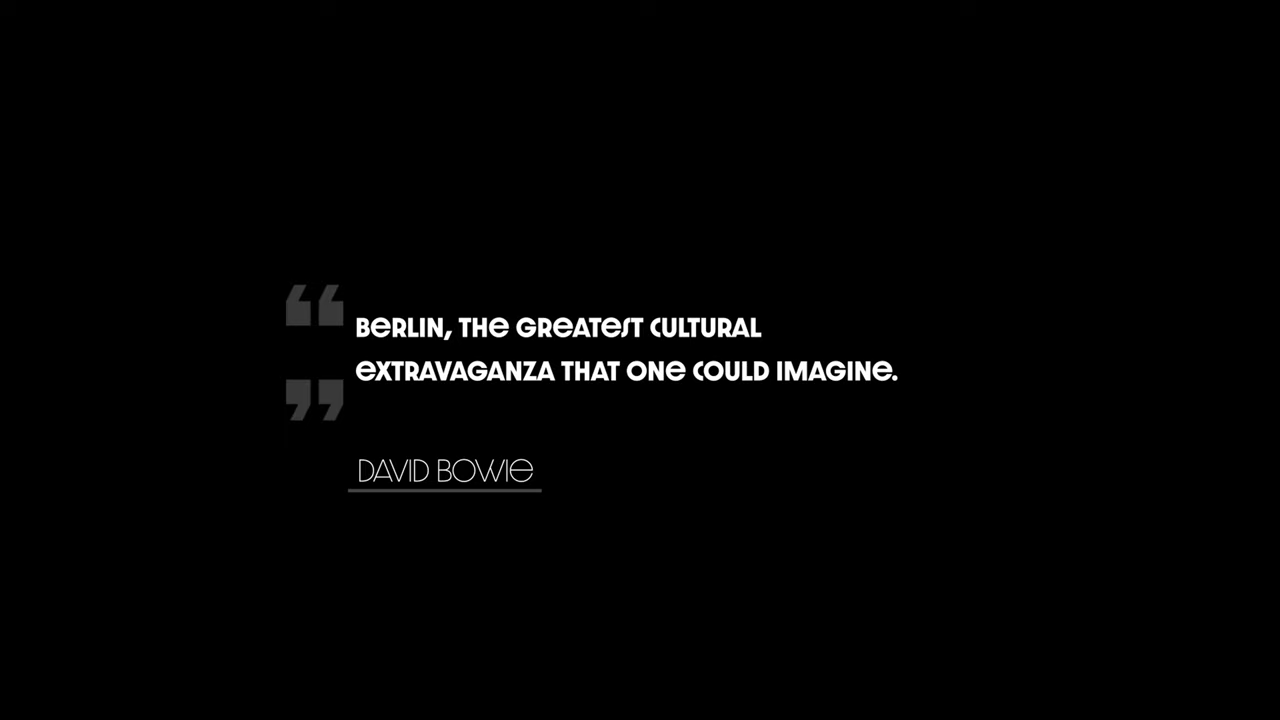 “ BERLIN, THE GREATEST CULTURAL
EXTRAVAGANZA THAT ONE COULD IMAGINE. ”
DAVID BOWIE